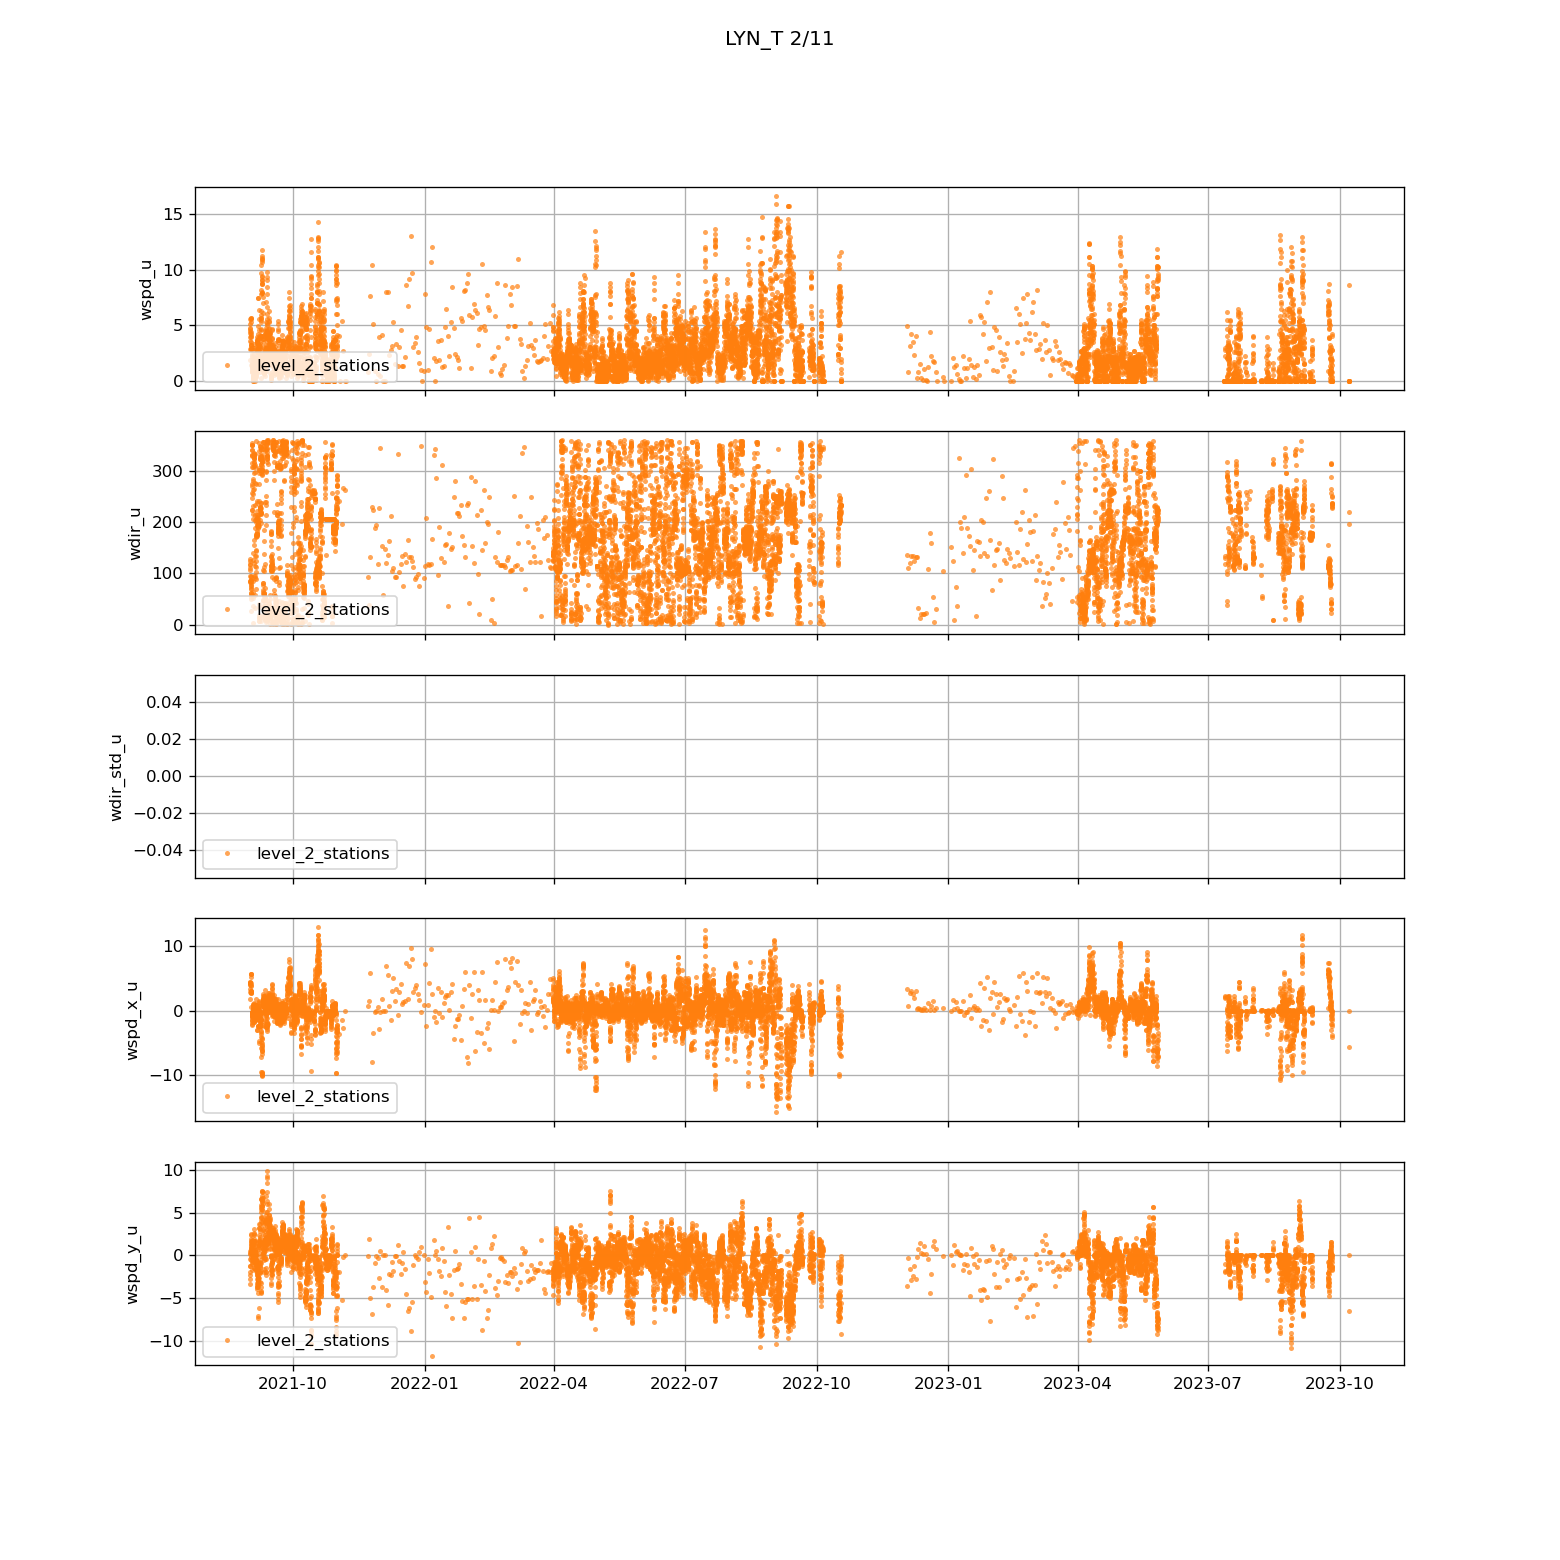 LYN_T 2/11
wspd_u
15
10
5
0
level_2_stations
wdir_u
300
200
100
0
level_2_stations
wdir_std_u
0.04
0.02
0.00
−0.02
−0.04
level_2_stations
wspd_x_u
10
0
−10
level_2_stations
wspd_y_u
10
5
0
−5
−10
level_2_stations
2021-10 2022-01 2022-04 2022-07 2022-10 2023-01 2023-04 2023-07 2023-10